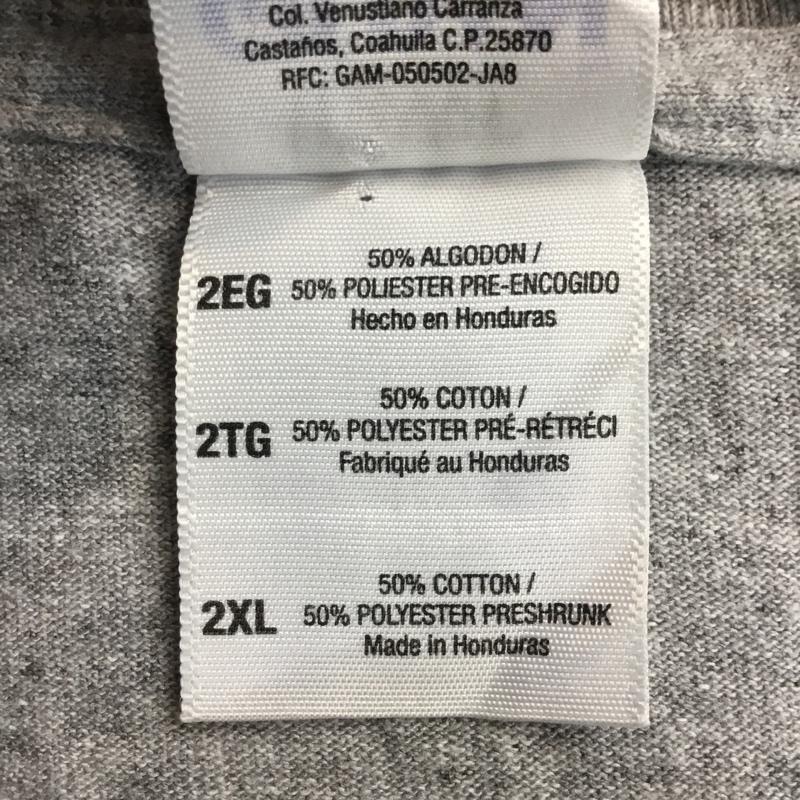 Col. Venustiano Carranza
Castaños, Coahuila C.P.25870
RFC: GAM-050502-JA8
2EG
50% ALGODON /
50% POLIESTER PRE-ENCOGIDO
Hecho en Honduras
2TG
50% COTON /
50% POLYESTER PRÉ-RÉTRÉCI
Fabriqué au Honduras
2XL
50% COTTON /
50% POLYESTER PRESHRUNK
Made in Honduras